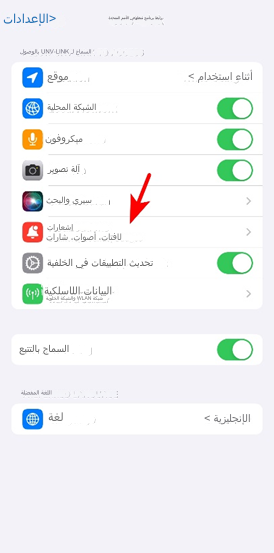 الإعدادات>
السماح لـ UNV-LINK بالوصول
موقع
أثناء استخدام >
الشبكة المحلية
ميكروفون
آلة تصوير
سيري والبحث
إشعارات
لافتات، أصوات، شارات
تحديث التطبيقات في الخلفية
البيانات اللاسلكية
شبكة WLAN والشبكة الخلوية
السماح بالتتبع
اللغة المفضلة
لغة
الإنجليزية >